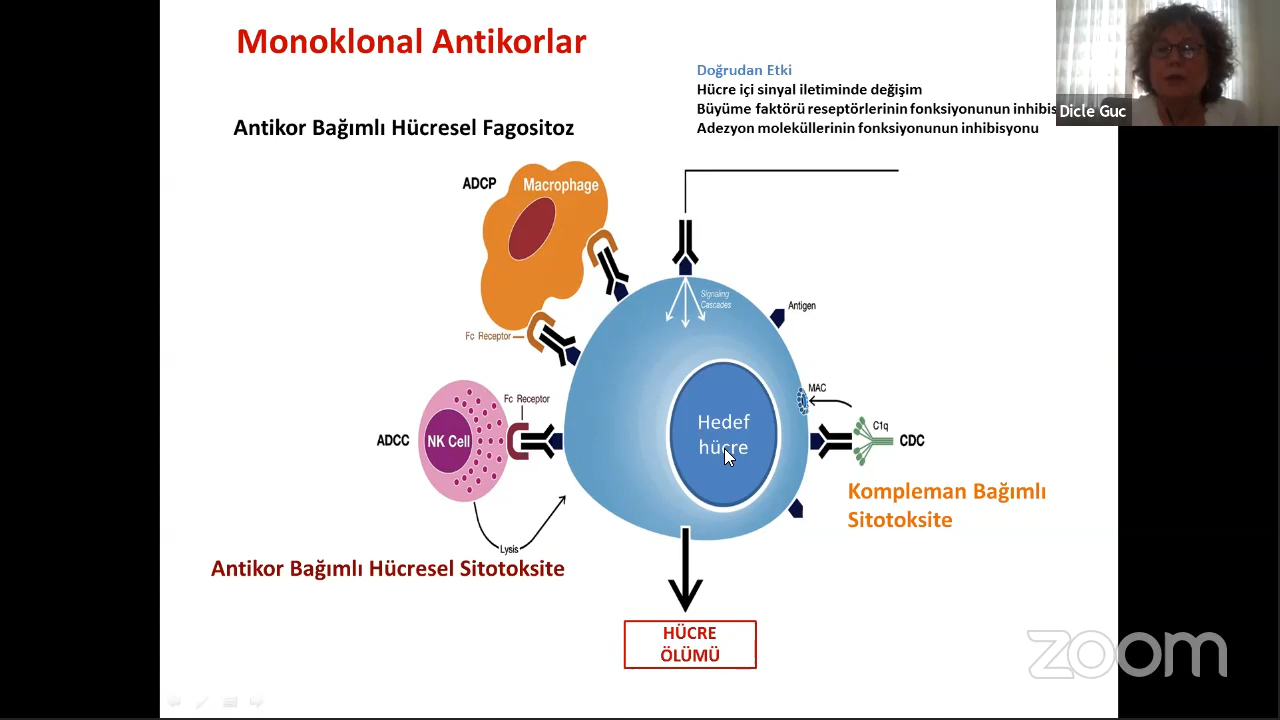 Monoklonal Antikorlar
Doğrudan Etki
Hücre içi sinyal iletiminde değişim
Büyüme faktörü reseptörlerinin fonksiyonunun inhibis
Adezyon moleküllerinin fonksiyonunun inhibisyonu
Dicle Guc
Antikor Bağımlı Hücresel Fagositoz
ADCP
Macrophage
Signaling
Cascades
Antigen
Fc Receptor
MAC
Fc Receptor
C1q
ADCC
NK Cell
Hedef
hücre
CDC
Kompleman Bağımlı
Sitotoksite
Lysis
Antikor Bağımlı Hücresel Sitotoksite
HÜCRE
ÖLÜMÜ
zoom